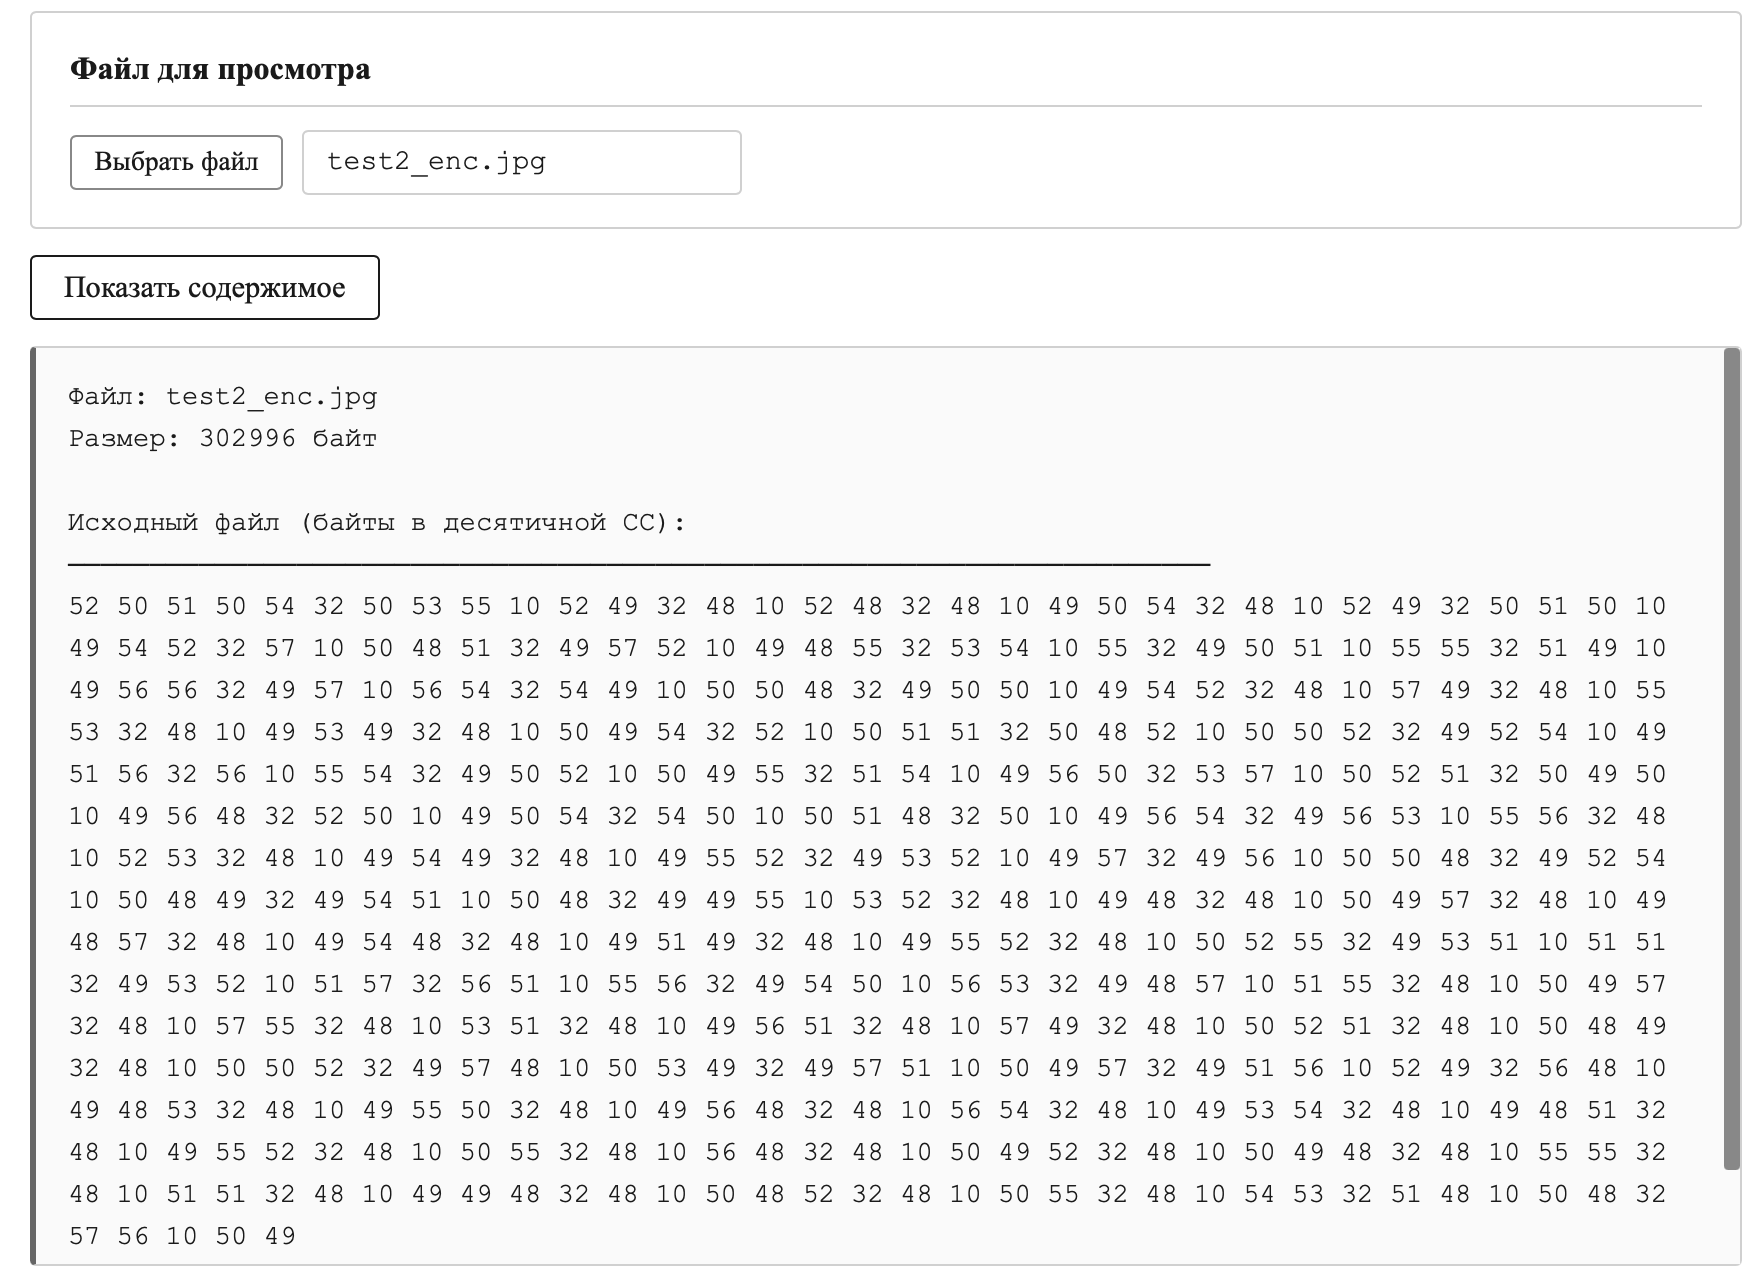 Файл для просмотра
Выбрать файл test2_enc.jpg
Показать содержимое
Файл: test2_enc.jpg
Размер: 302996 байт
Исходный файл (байты в десятичной СС):
52 50 51 50 54 32 50 53 55 10 52 49 32 48 10 52 48 32 48 10 49 50 54 32 48 10 52 49 32 50 51 50 10
49 54 52 32 57 10 50 48 51 32 49 57 52 10 49 48 55 32 53 54 10 55 32 49 50 51 10 55 55 32 51 49 10
49 56 56 32 49 57 10 56 54 32 54 49 10 50 50 48 32 49 50 50 10 49 54 52 32 48 10 57 49 32 48 10 55
53 32 48 10 49 53 49 32 48 10 50 49 54 32 52 10 50 51 51 32 50 48 52 10 50 50 52 32 49 52 54 10 49
51 56 32 56 10 55 54 32 49 50 52 10 50 49 55 32 51 54 10 49 56 50 32 53 57 10 50 52 51 32 50 49 50
10 49 56 48 32 52 50 10 49 50 54 32 54 50 10 50 51 48 32 50 10 49 56 54 32 49 56 53 10 55 56 32 48
10 52 53 32 48 10 49 54 49 32 48 10 49 55 52 32 49 53 52 10 49 57 32 49 56 10 50 50 48 32 49 52 54
10 50 48 49 32 49 54 51 10 50 48 32 49 49 55 10 53 52 32 48 10 49 48 32 48 10 50 49 57 32 48 10 49
48 57 32 48 10 49 54 48 32 48 10 49 51 49 32 48 10 49 55 52 32 48 10 50 52 55 32 49 53 51 10 51 51
32 49 53 52 10 51 57 32 56 51 10 55 56 32 49 54 50 10 56 53 32 49 48 57 10 51 55 32 48 10 50 49 57
32 48 10 57 55 32 48 10 53 51 32 48 10 49 56 51 32 48 10 57 49 32 48 10 50 52 51 32 48 10 50 48 49
32 48 10 50 50 52 32 49 57 48 10 50 53 49 32 49 57 51 10 50 49 57 32 49 51 56 10 52 49 32 56 48 10
49 48 53 32 48 10 49 55 50 32 48 10 49 56 48 32 48 10 56 54 32 48 10 49 53 54 32 48 10 49 48 51 32
48 10 49 55 52 32 48 10 50 55 32 48 10 56 48 32 48 10 50 49 52 32 48 10 50 49 48 32 48 10 55 55 32
48 10 51 51 32 48 10 49 49 48 32 48 10 50 48 52 32 48 10 50 55 32 48 10 54 53 32 51 48 10 50 48 32
57 56 10 50 49